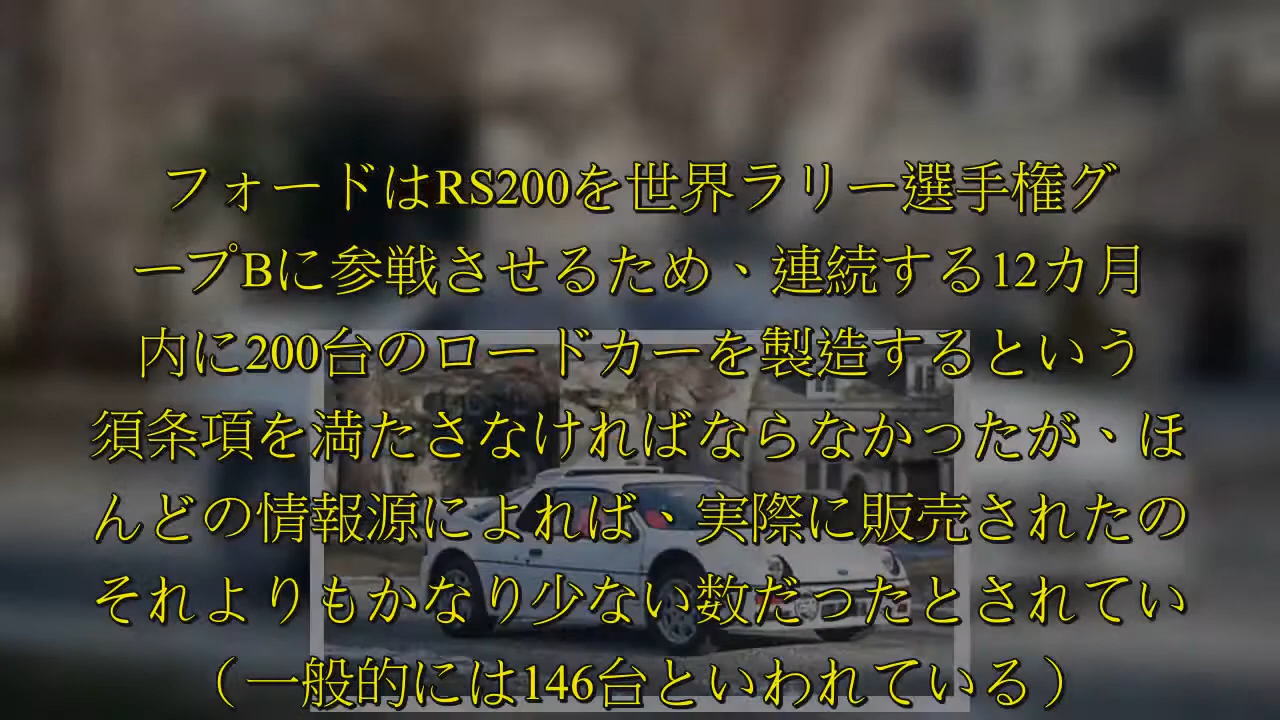 フォードはRS200を世界ラリー選手権グ
ープBに参戦させるため、連続する12カ月
内に200台のロードカーを製造するという
須条項を満たさなければならなかったが、ほ
んどの情報源によれば、実際に販売されたの
それよりもかなり少ない数だったとされてい
（一般的には146台といわれている）